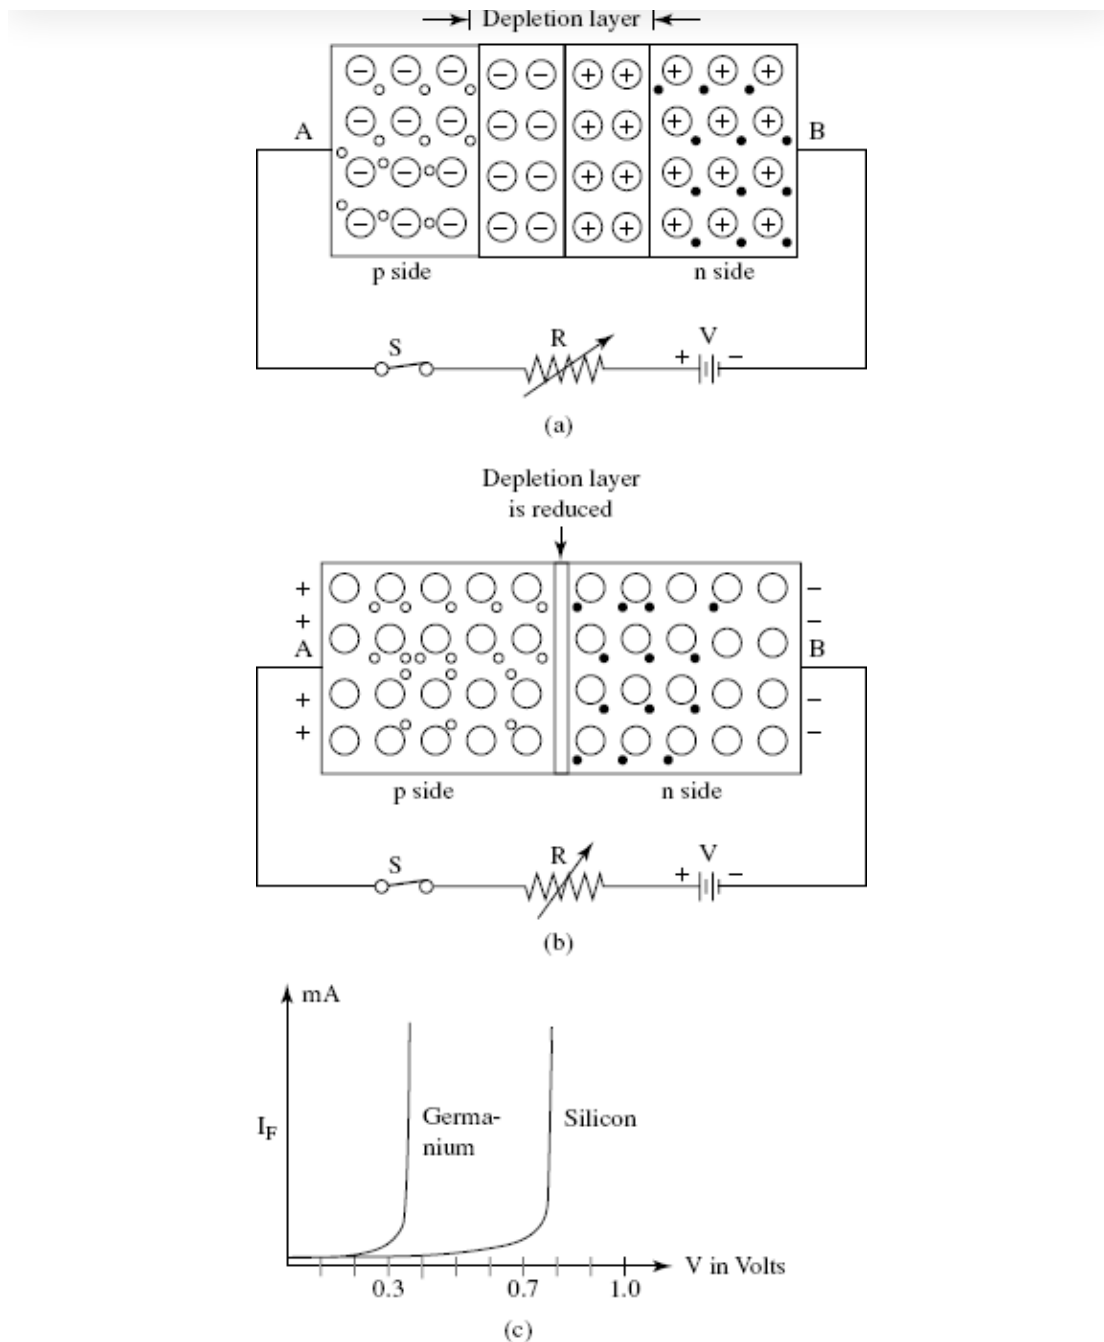 Depletion layer
A
B
p side
n side
S
R
V
+
−
(a)
Depletion layer
is reduced
+
+
A
+
+
−
−
B
−
−
p side
n side
S
R
V
+
−
(b)
mA
I_F
Germa-
nium
Silicon
0.3
0.7
1.0
V in Volts
(c)